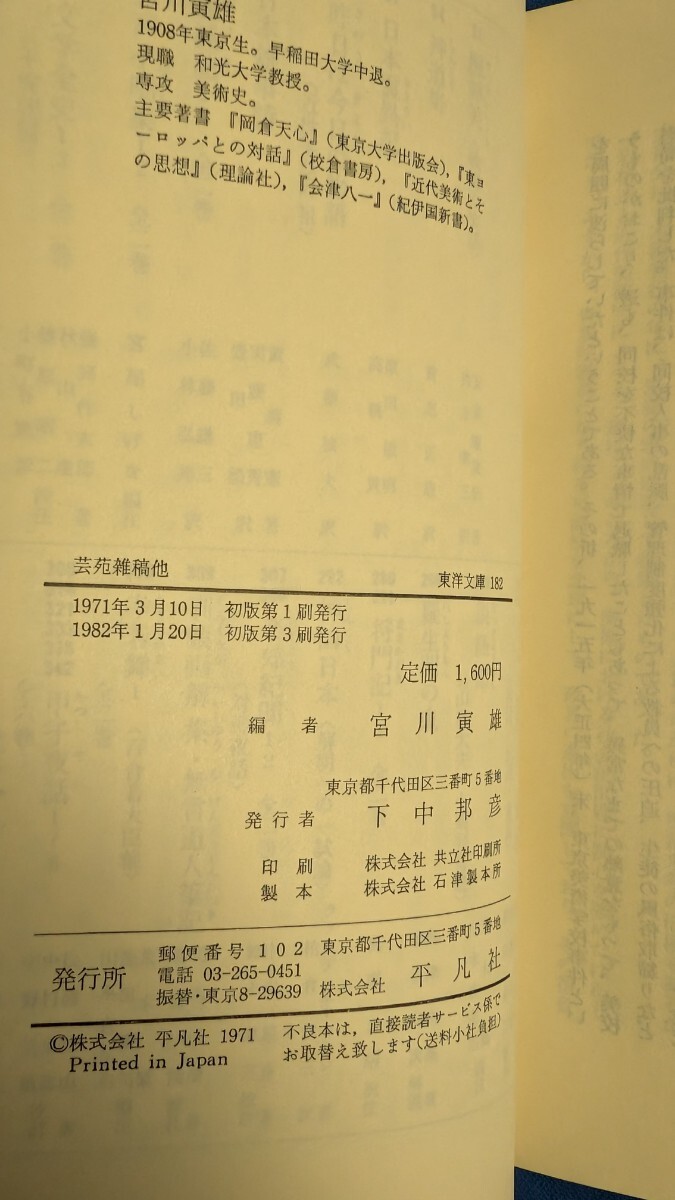 宮川寅雄
1908年東京生。早稲田大学中退。
現職　和光大学教授。
専攻　美術史。
主要著書　『岡倉天心』（東京大学出版会），『東ヨ
ーロッパとの対話』（校倉書房），『近代美術とそ
の思想』（理論社），『会津八一』（紀伊国新書）。
芸苑雑稿他　東洋文庫 182
1971年3月10日　初版第1刷発行
1982年1月20日　初版第3刷発行
定価　1,600円
編者　宮川寅雄
東京都千代田区三番町5番地
発行者　下中邦彦
印刷　株式会社 共立社印刷所
製本　株式会社 石津製本所
発行所
郵便番号 102　東京都千代田区三番町5番地
電話 03-265-0451
振替・東京8-29639　株式会社 平凡社
©株式会社 平凡社 1971　不良本は，直接読者サービス係で
Printed in Japan　お取替え致します（送料小社負担）